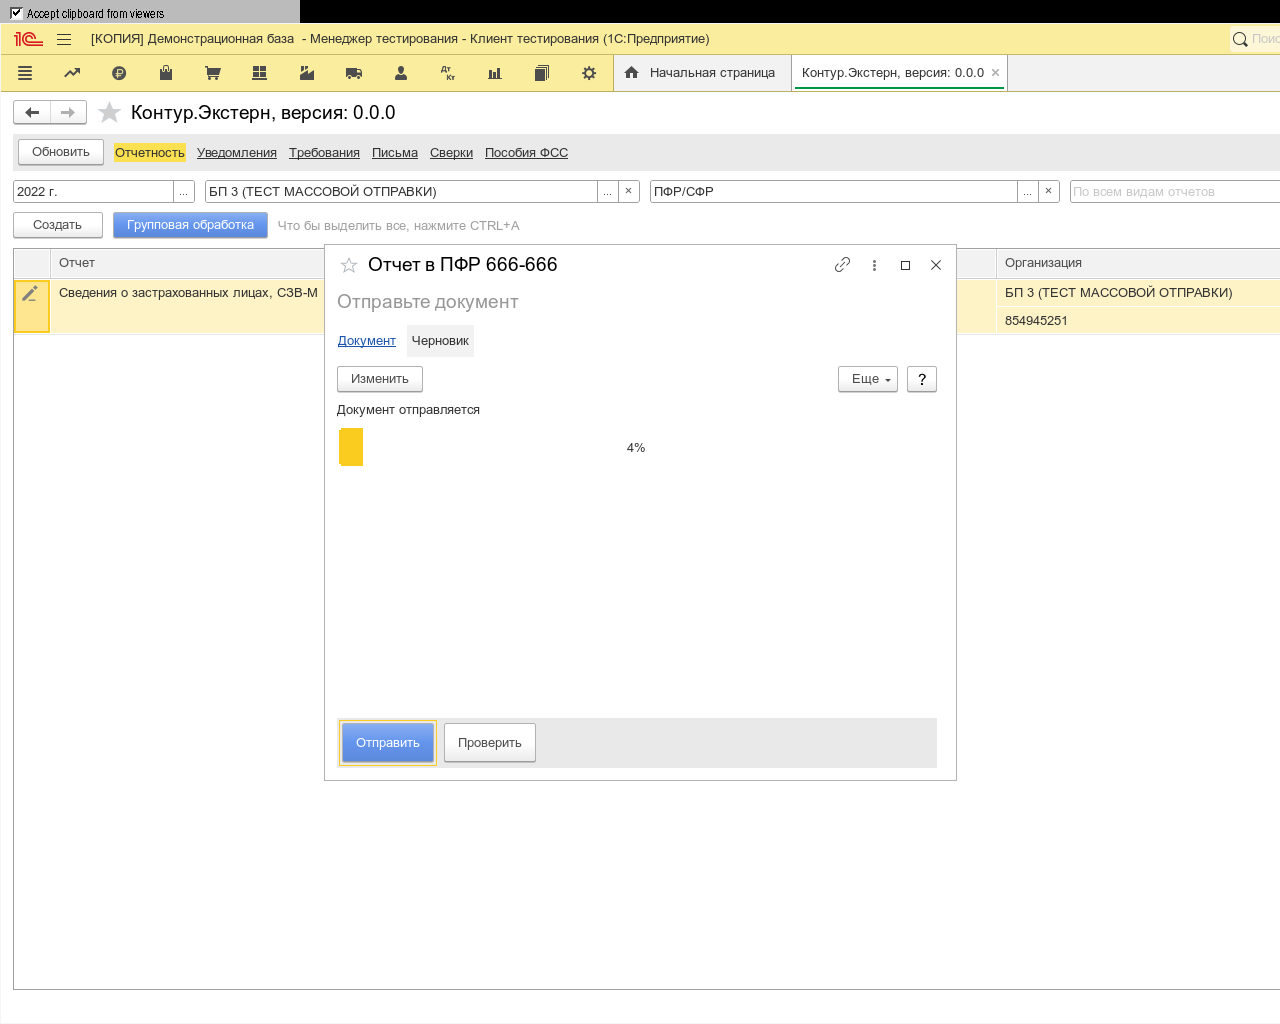 Accept clipboard from viewers
[КОПИЯ] Демонстрационная база - Менеджер тестирования - Клиент тестирования (1С:Предприятие)
Начальная страница
Контур.Экстерн, версия: 0.0.0
Контур.Экстерн, версия: 0.0.0
Обновить Отчетность Уведомления Требования Письма Сверки Пособия ФСС
2022 г. ... БП 3 (ТЕСТ МАССОВОЙ ОТПРАВКИ) ... × ПФР/СФР ... × По всем видам отчетов
Создать Групповая обработка Что бы выделить все, нажмите CTRL+A
Отчет Организация
Сведения о застрахованных лицах, СЗВ-М БП 3 (ТЕСТ МАССОВОЙ ОТПРАВКИ)
854945251
Отчет в ПФР 666-666
Отправьте документ
Документ Черновик
Изменить Еще ?
Документ отправляется
4%
Отправить Проверить